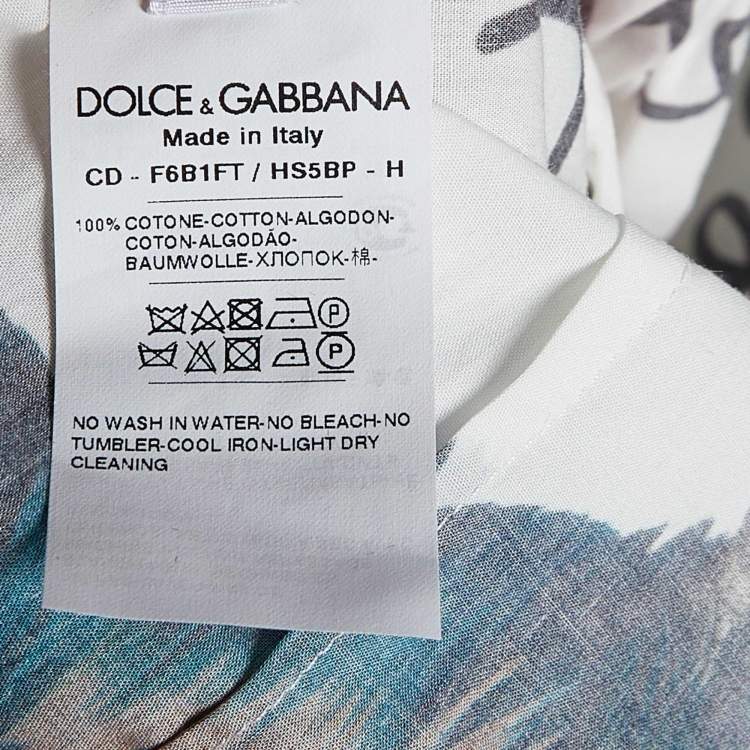 DOLCE & GABBANA
Made in Italy
CD - F6B1FT / HS5BP - H
100% COTONE-COTTON-ALGODON-
COTON-ALGODÃO-
BAUMWOLLE-ХЛОПОК-棉-
P
P
NO WASH IN WATER-NO BLEACH-NO
TUMBLER-COOL IRON-LIGHT DRY
CLEANING